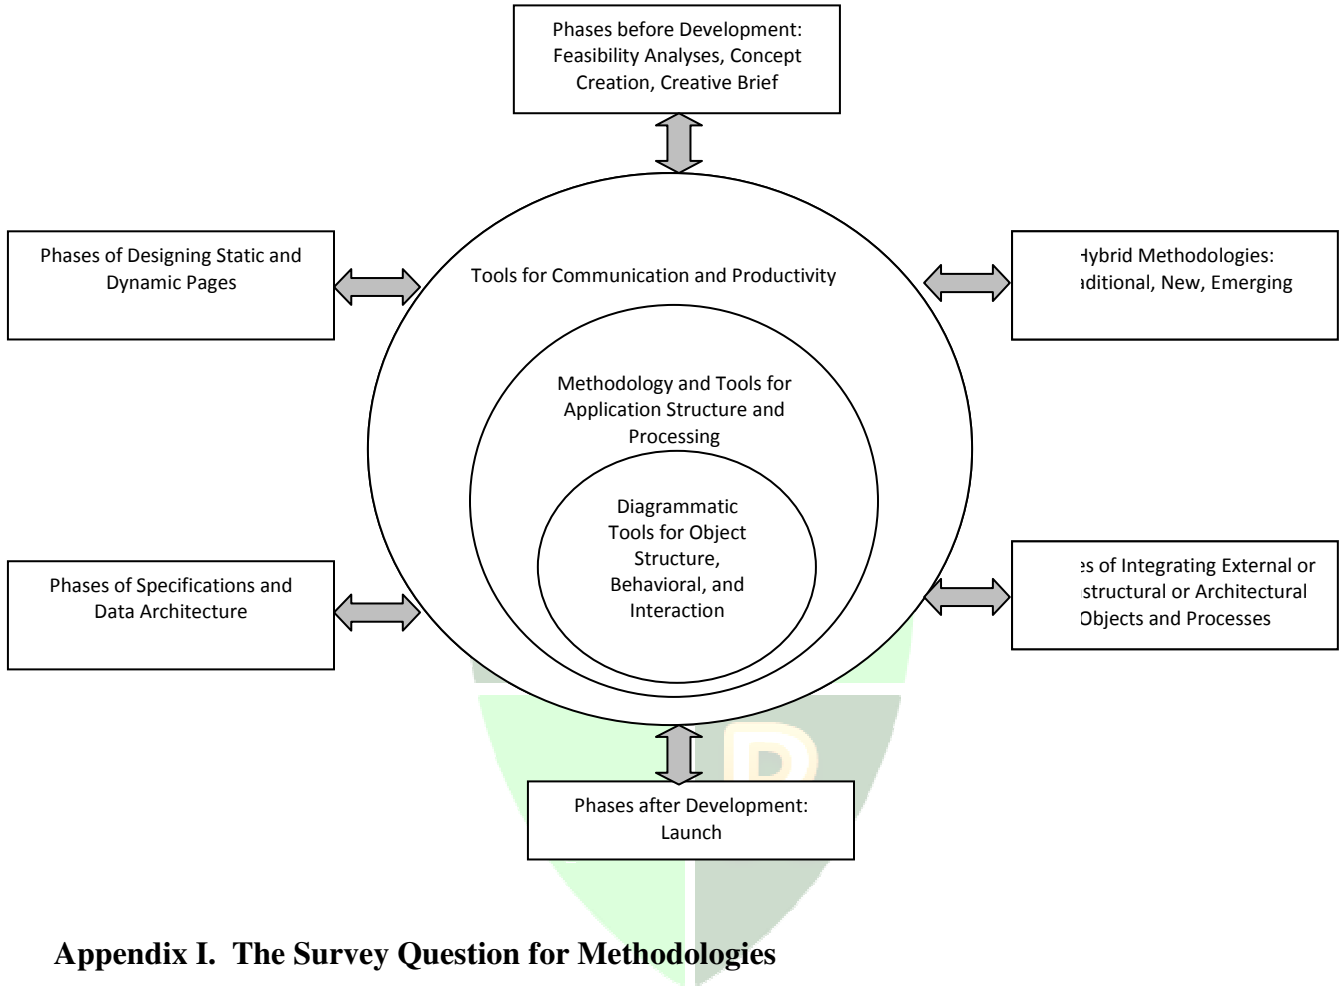 Phases before Development:
Feasibility Analyses, Concept
Creation, Creative Brief
Phases of Designing Static and
Dynamic Pages
Tools for Communication and Productivity
Hybrid Methodologies:
New, Emerging
Methodology and Tools for
Application Structure and
Processing
Diagrammatic
Tools for Object
Structure,
Behavioral, and
Interaction
Phases of Specifications and
Data Architecture
of Integrating External or
or Architectural
Objects and Processes
Phases after Development:
Launch
Appendix I. The Survey Question for Methodologies